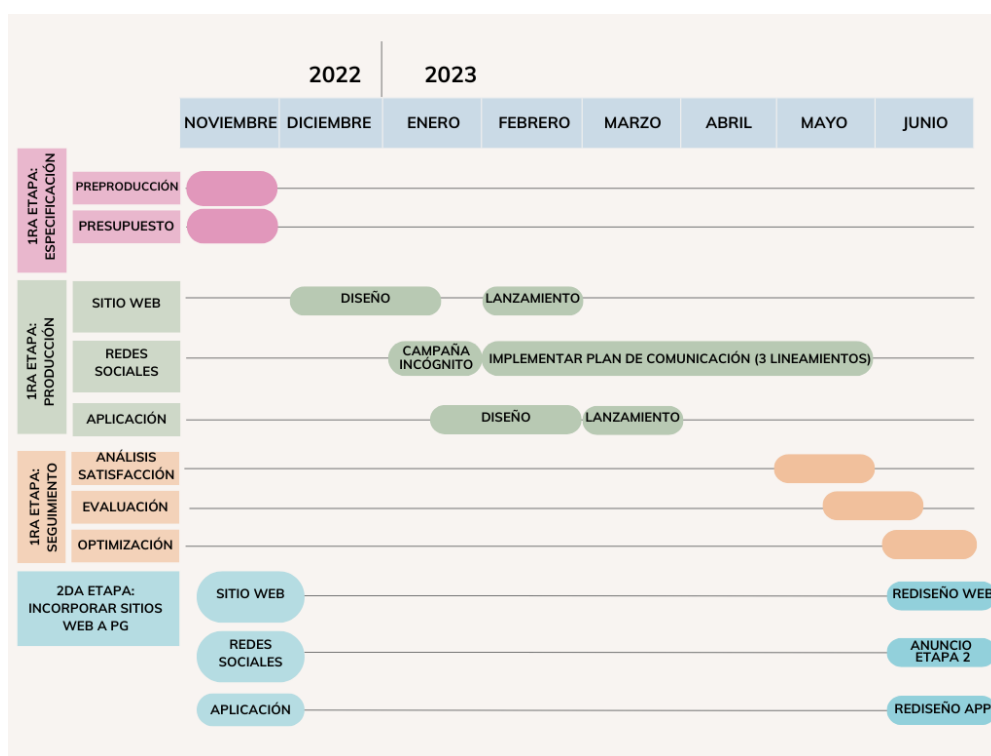 2022
2023
NOVIEMBRE
DICIEMBRE
ENERO
FEBRERO
MARZO
ABRIL
MAYO
JUNIO
1RA ETAPA:
ESPECIFICACIÓN
PREPRODUCCIÓN
PRESUPUESTO
1RA ETAPA:
PRODUCCIÓN
SITIO WEB
DISEÑO
LANZAMIENTO
REDES
SOCIALES
CAMPAÑA
INCÓGNITO
IMPLEMENTAR PLAN DE COMUNICACIÓN (3 LINEAMIENTOS)
APLICACIÓN
DISEÑO
LANZAMIENTO
1RA ETAPA:
SEGUIMIENTO
ANÁLISIS
SATISFACCIÓN
EVALUACIÓN
OPTIMIZACIÓN
2DA ETAPA:
INCORPORAR SITIOS
WEB A PG
SITIO WEB
REDISEÑO WEB
REDES
SOCIALES
ANUNCIO
ETAPA 2
APLICACIÓN
REDISEÑO APP